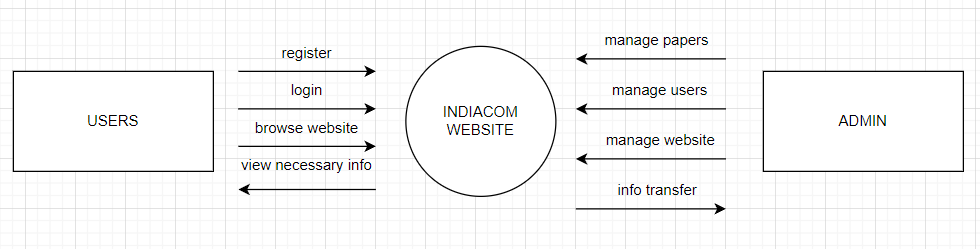 USERS
register
login
browse website
view necessary info
INDIACOM
WEBSITE
manage papers
manage users
manage website
info transfer
ADMIN